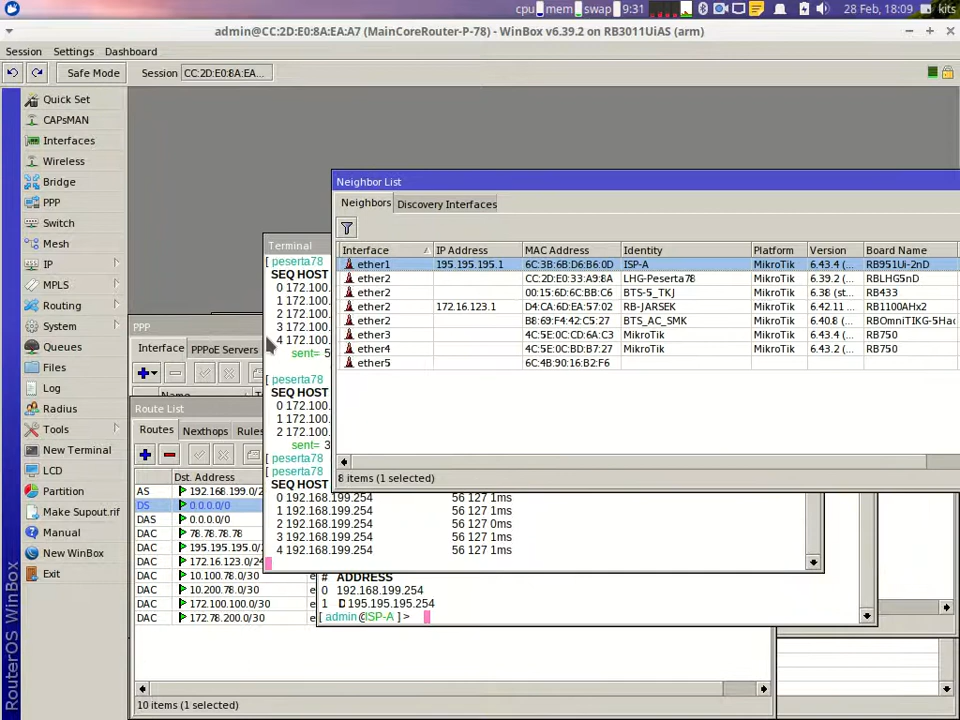 cpu mem swap 9:31 28 Feb, 18:09 kits
admin@CC:2D:E0:8A:EA:A7 (MainCoreRouter-P-78) - WinBox v6.39.2 on RB3011UiAS (arm)
Session Settings Dashboard
Safe Mode Session CC:2D:E0:8A:EA...
Quick Set
CAPsMAN
Interfaces
Wireless
Bridge
PPP
Switch
Mesh
IP
MPLS
Routing
System
Queues
Files
Log
Radius
Tools
New Terminal
LCD
Partition
Make Supout.rif
Manual
New WinBox
Exit
RouterOS WinBox
Neighbor List
Neighbors Discovery Interfaces
Interface IP Address MAC Address Identity Platform Version Board Name
ether1 195.195.195.1 6C:3B:6B:D6:B6:0D ISP-A MikroTik 6.43.4 (... RB951Ui-2nD
ether2 CC:2D:E0:33:A9:8A LHG-Peserta78 MikroTik 6.39.2 (... RBLHG5nD
ether2 00:15:6D:6C:BB:C6 BTS-5_TKJ MikroTik 6.38 (st... RB433
ether2 172.16.123.1 D4:CA:6D:EA:57:02 RB-JARSEK MikroTik 6.42.11 ... RB1100AHx2
ether2 B8:69:F4:42:C5:27 BTS_AC_SMK MikroTik 6.40.8 (... RBOmniTIKG-5Hac
ether3 4C:5E:0C:CD:6A:C3 MikroTik MikroTik 6.43.4 (... RB750
ether4 4C:5E:0C:BD:B7:27 MikroTik MikroTik 6.43.2 (... RB750
ether5 6C:4B:90:16:B2:F6
8 items (1 selected)
Terminal
[ peserta78
SEQ HOST
0 172.100.
1 172.100.
2 172.100.
3 172.100.
4 172.100.
sent= 5
[ peserta78
SEQ HOST
0 172.100.
1 172.100.
2 172.100.
sent= 3
[ peserta78
[ peserta78
SEQ HOST
0 192.168.199.254 56 127 1ms
1 192.168.199.254 56 127 1ms
2 192.168.199.254 56 127 0ms
3 192.168.199.254 56 127 1ms
4 192.168.199.254 56 127 1ms
PPP
Interface PPPoE Servers
Route List
Routes Nexthops Rules
Dst. Address
AS 192.168.199.0/2
DS 0.0.0.0/0
DAS 0.0.0.0/0
DAC 78.78.78.78
DAC 195.195.195.0/
DAC 172.16.123.0/24
DAC 10.100.78.0/30
DAC 10.200.78.0/30
DAC 172.100.100.0/30
DAC 172.78.200.0/30
10 items (1 selected)
# ADDRESS
0 192.168.199.254
1 D 195.195.195.254
[ admin@ISP-A ] >